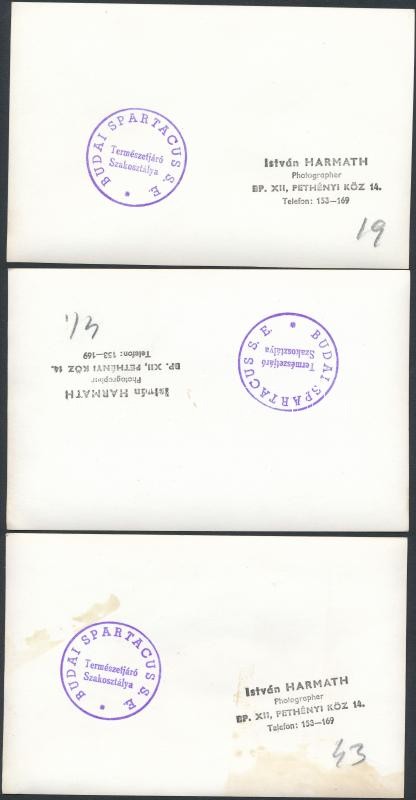 BUDAI SPARTACUS S. E.
Természetjáró
Szakosztálya
István HARMATH
Photographer
BP. XII, PETHÉNYI KÖZ 14.
Telefon: 153—169
19
BUDAI SPARTACUS S. E.
Természetjáró
Szakosztálya
István HARMATH
Photographer
BP. XII, PETHÉNYI KÖZ 14.
Telefon: 153—169
BUDAI SPARTACUS S. E.
Természetjáró
Szakosztálya
István HARMATH
Photographer
BP. XII, PETHÉNYI KÖZ 14.
Telefon: 153—169
43